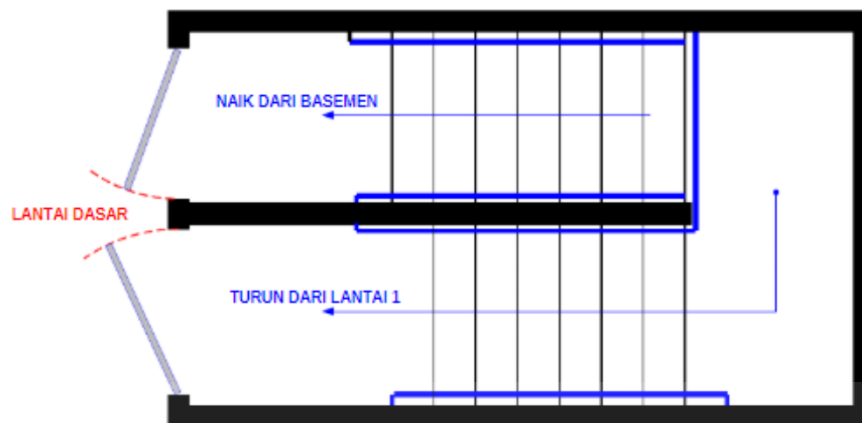 NAIK DARI BASEMEN
LANTAI DASAR
TURUN DARI LANTAI 1